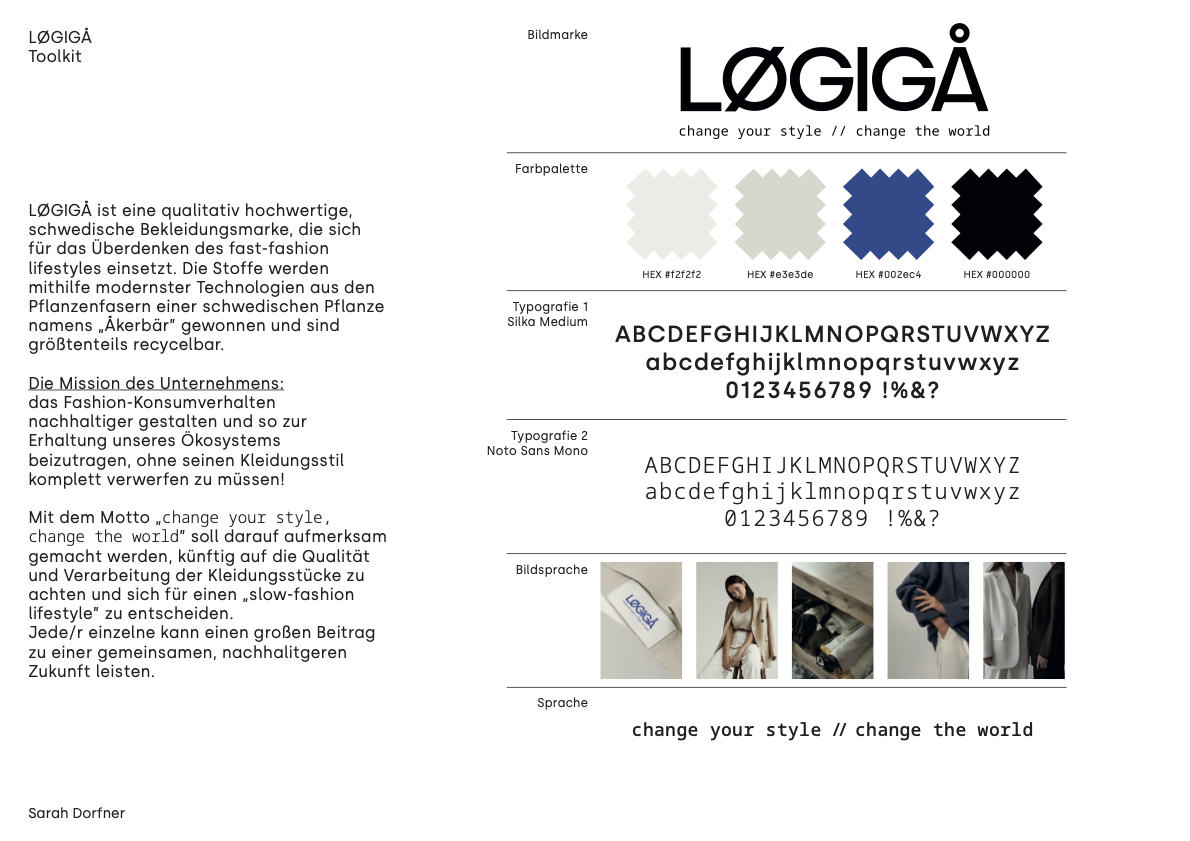 LØGIGÅ
Toolkit
LØGIGÅ ist eine qualitativ hochwertige,
schwedische Bekleidungsmarke, die sich
für das Überdenken des fast-fashion
lifestyles einsetzt. Die Stoffe werden
mithilfe modernster Technologien aus den
Pflanzenfasern einer schwedischen Pflanze
namens „Åkerbär” gewonnen und sind
größtenteils recycelbar.
Die Mission des Unternehmens:
das Fashion-Konsumverhalten
nachhaltiger gestalten und so zur
Erhaltung unseres Ökosystems
beizutragen, ohne seinen Kleidungsstil
komplett verwerfen zu müssen!
Mit dem Motto „change your style,
change the world” soll darauf aufmerksam
gemacht werden, künftig auf die Qualität
und Verarbeitung der Kleidungsstücke zu
achten und sich für einen „slow-fashion
lifestyle” zu entscheiden.
Jede/r einzelne kann einen großen Beitrag
zu einer gemeinsamen, nachhalitgeren
Zukunft leisten.
Sarah Dorfner
Bildmarke
LØGIGÅ
change your style // change the world
Farbpalette
HEX #f2f2f2
HEX #e3e3de
HEX #002ec4
HEX #000000
Typografie 1
Silka Medium
ABCDEFGHIJKLMNOPQRSTUVWXYZ
abcdefghijklmnopqrstuvwxyz
0123456789 !%&?
Typografie 2
Noto Sans Mono
ABCDEFGHIJKLMNOPQRSTUVWXYZ
abcdefghijklmnopqrstuvwxyz
0123456789 !%&?
Bildsprache
LØGIGÅ
Sprache
change your style // change the world